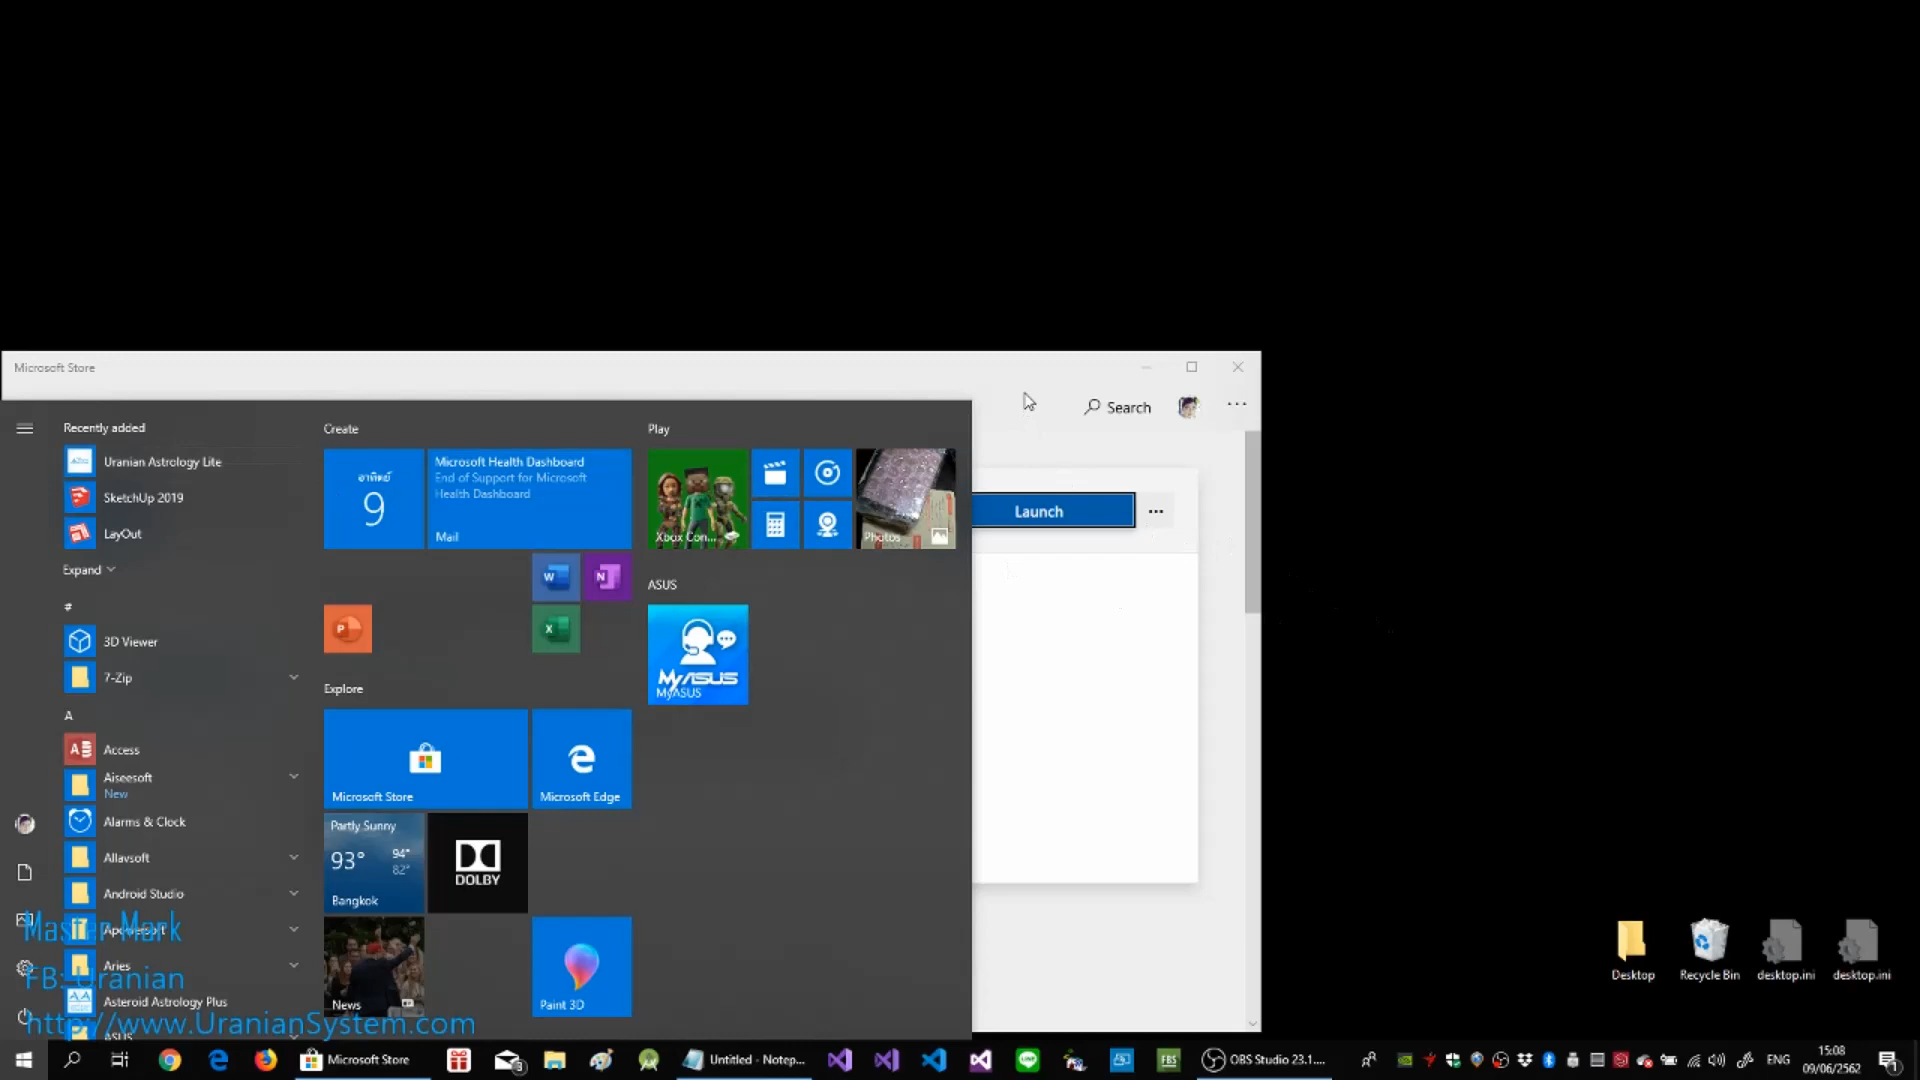 Microsoft Store
Search
Recently added
Uranian Astrology Lite
SketchUp 2019
LayOut
Expand
#
3D Viewer
7-Zip
A
Access
Aiseesoft
New
Alarms & Clock
Allavsoft
Android Studio
Aries
Asteroid Astrology Plus
ASUS
Create
อาทิตย์
9
Microsoft Health Dashboard
End of Support for Microsoft
Health Dashboard
Mail
W
N
P
X
Explore
Microsoft Store
Microsoft Edge
Partly Sunny
93°
94°
82°
Bangkok
DOLBY
News
Paint 3D
Play
Xbox Con...
Photos
ASUS
MyASUS
MyASUS
Launch
Master Mark
FB: Uranian
http://www.UranianSystem.com
Desktop
Recycle Bin
desktop.ini
desktop.ini
Microsoft Store
3
Untitled - Notep...
FBS
OBS Studio 23.1....
ENG
15:08
09/06/2562
1